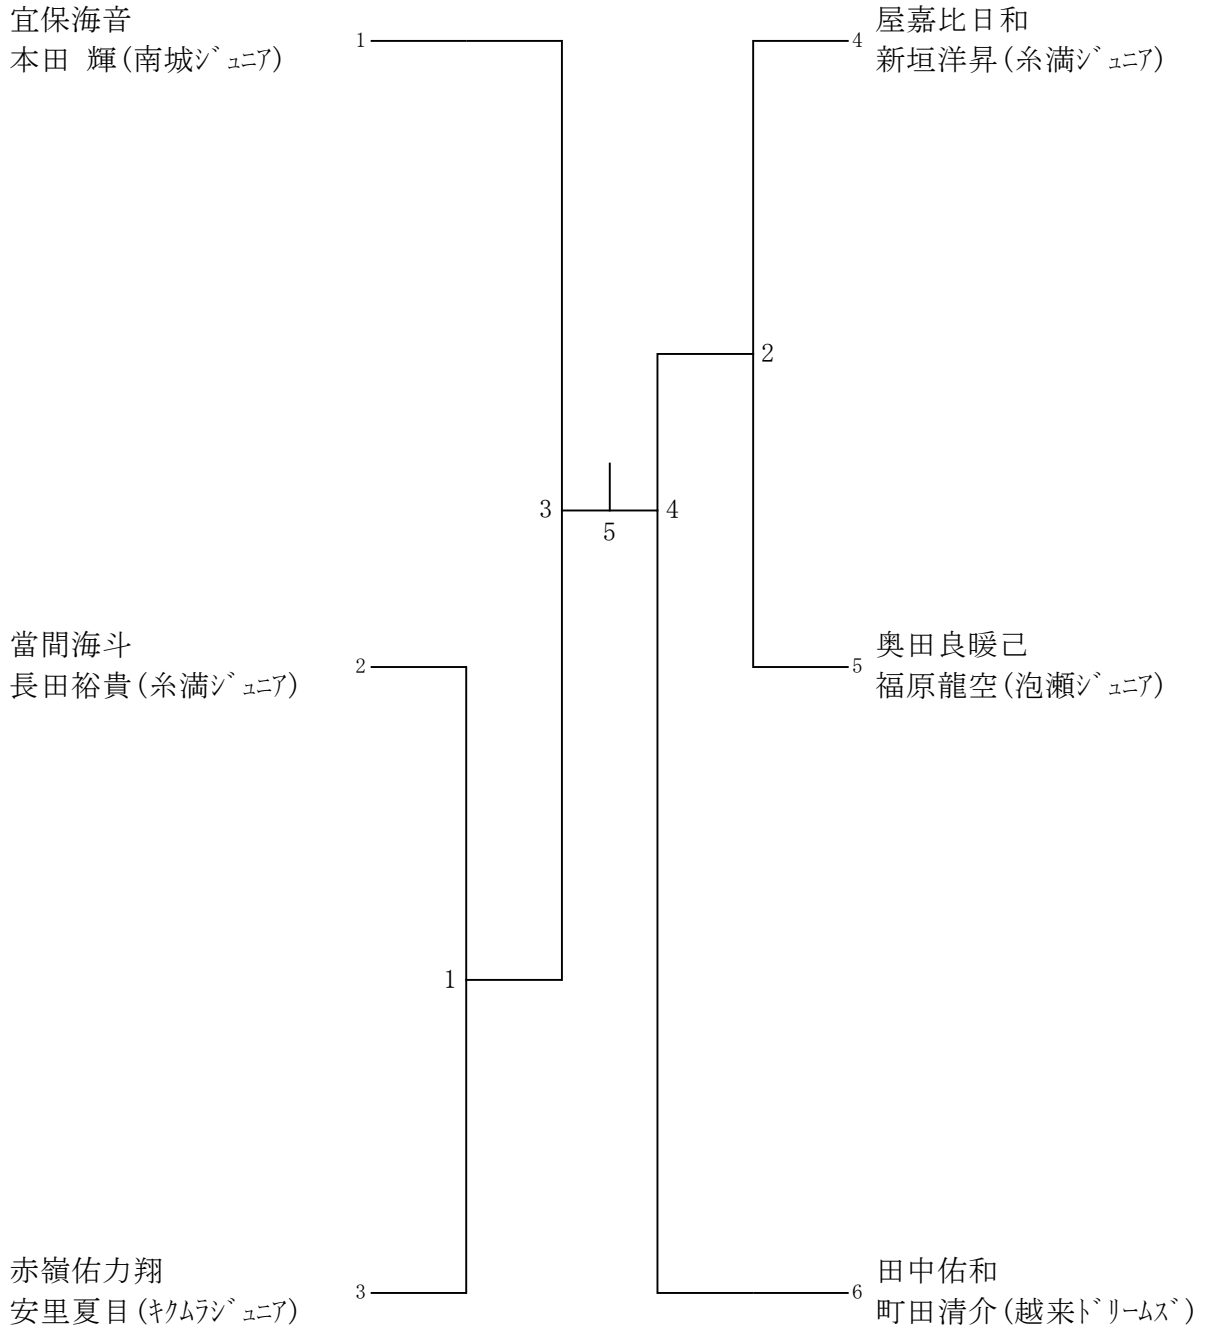 宜保海音
本田 輝(南城ｼﾞｭﾆｱ)
1
4
屋嘉比日和
新垣洋昇(糸満ｼﾞｭﾆｱ)
2
3
4
5
當間海斗
長田裕貴(糸満ｼﾞｭﾆｱ)
2
5
奥田良暖己
福原龍空(泡瀬ｼﾞｭﾆｱ)
1
赤嶺佑力翔
安里夏目(ｷｸﾑﾗｼﾞｭﾆｱ)
3
6
田中佑和
町田清介(越来ﾄﾞﾘｰﾑｽﾞ)